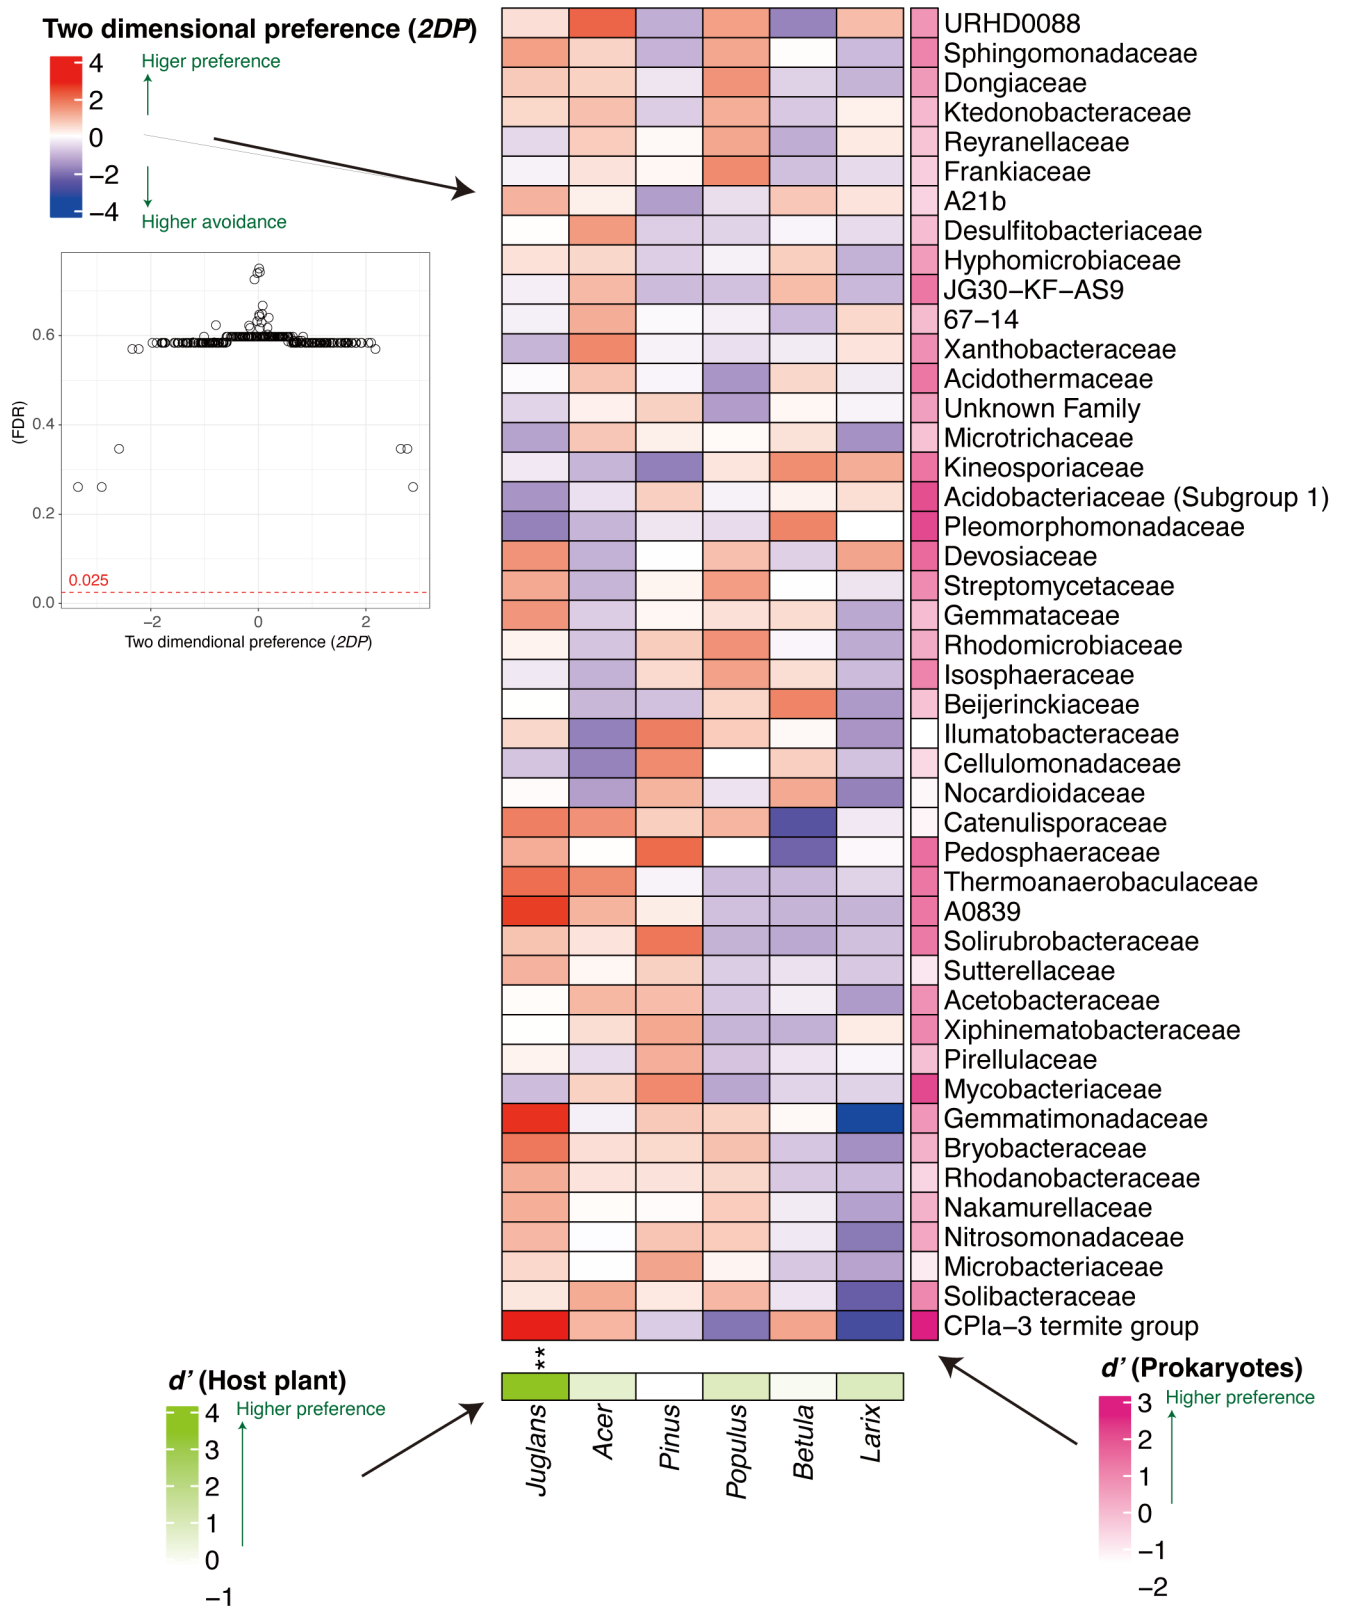 Two dimensional preference (2DP)
4
2
0
−2
−4
Higer preference
Higher avoidance
(FDR)
0.6
0.4
0.2
0.0
0.025
−2
0
2
Two dimendional preference (2DP)
URHD0088
Sphingomonadaceae
Dongiaceae
Ktedonobacteraceae
Reyranellaceae
Frankiaceae
A21b
Desulfitobacteriaceae
Hyphomicrobiaceae
JG30−KF−AS9
67−14
Xanthobacteraceae
Acidothermaceae
Unknown Family
Microtrichaceae
Kineosporiaceae
Acidobacteriaceae (Subgroup 1)
Pleomorphomonadaceae
Devosiaceae
Streptomycetaceae
Gemmataceae
Rhodomicrobiaceae
Isosphaeraceae
Beijerinckiaceae
Ilumatobacteraceae
Cellulomonadaceae
Nocardioidaceae
Catenulisporaceae
Pedosphaeraceae
Thermoanaerobaculaceae
A0839
Solirubrobacteraceae
Sutterellaceae
Acetobacteraceae
Xiphinematobacteraceae
Pirellulaceae
Mycobacteriaceae
Gemmatimonadaceae
Bryobacteraceae
Rhodanobacteraceae
Nakamurellaceae
Nitrosomonadaceae
Microbacteriaceae
Solibacteraceae
CPla−3 termite group
**
Juglans
Acer
Pinus
Populus
Betula
Larix
d’ (Host plant)
Higher preference
4
3
2
1
0
−1
d’ (Prokaryotes)
Higher preference
3
2
1
0
−1
−2